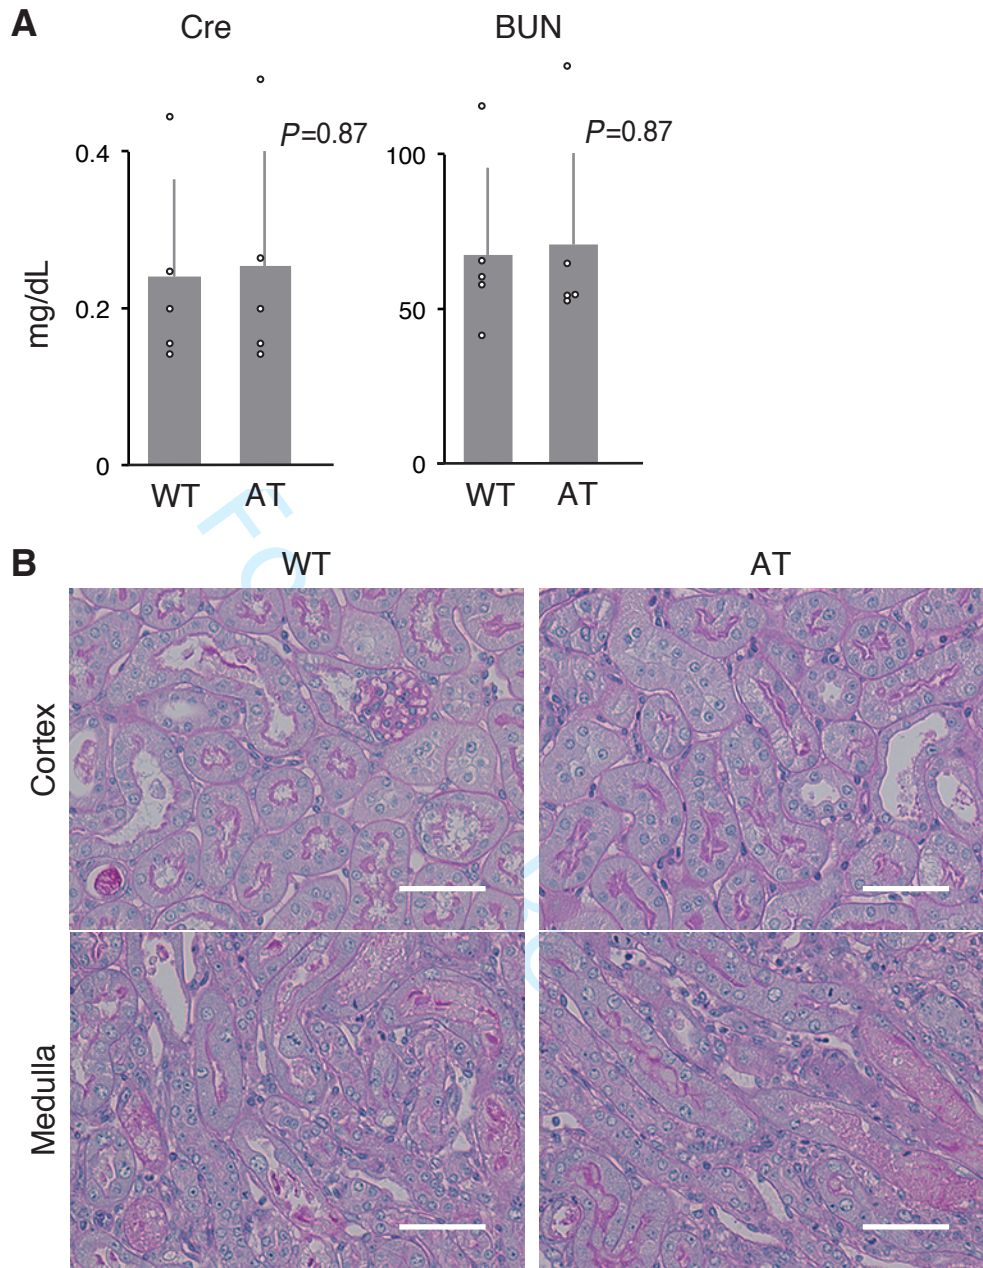 A
Cre
BUN
P=0.87
P=0.87
mg/dL
0.4
0.2
0
100
50
0
WT
AT
WT
AT
B
WT
AT
Cortex
Medulla